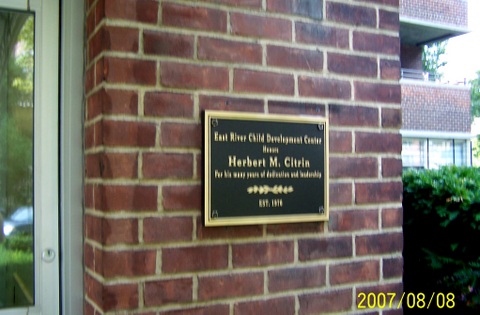 East River Child Development Center
Honors
Herbert M. Citrin
For his many years of dedication and leadership
EST. 1976
2007/08/08